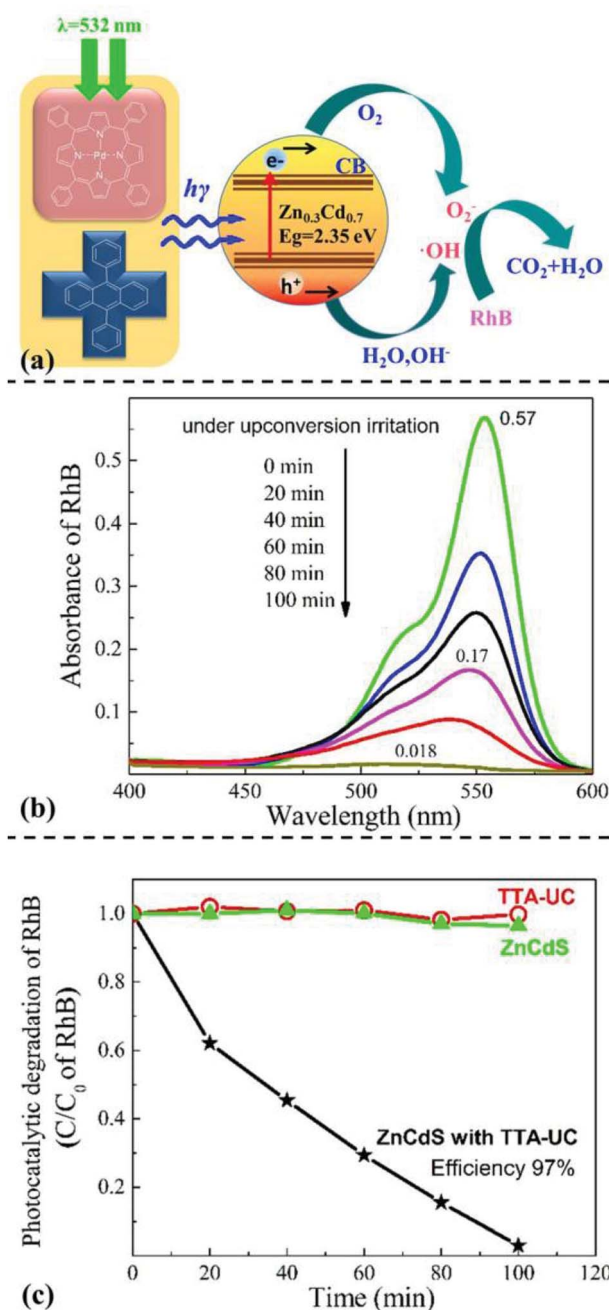 λ=532 nm
N
N
Pd
N
N
hγ
e-
CB
Zn0.3Cd0.7
Eg=2.35 eV
h+
O2
O2-
·OH
RhB
CO2+H2O
H2O,OH-
(a)
under upconversion irritation
0.57
0 min
20 min
40 min
60 min
80 min
100 min
0.17
0.018
Absorbance of RhB
0.5
0.4
0.3
0.2
0.1
400
450
500
550
600
Wavelength (nm)
(b)
Photocatalytic degradation of RhB
(C/C0 of RhB)
1.0
0.8
0.6
0.4
0.2
TTA-UC
ZnCdS
ZnCdS with TTA-UC
Efficiency 97%
0
20
40
60
80
100
120
Time (min)
(c)